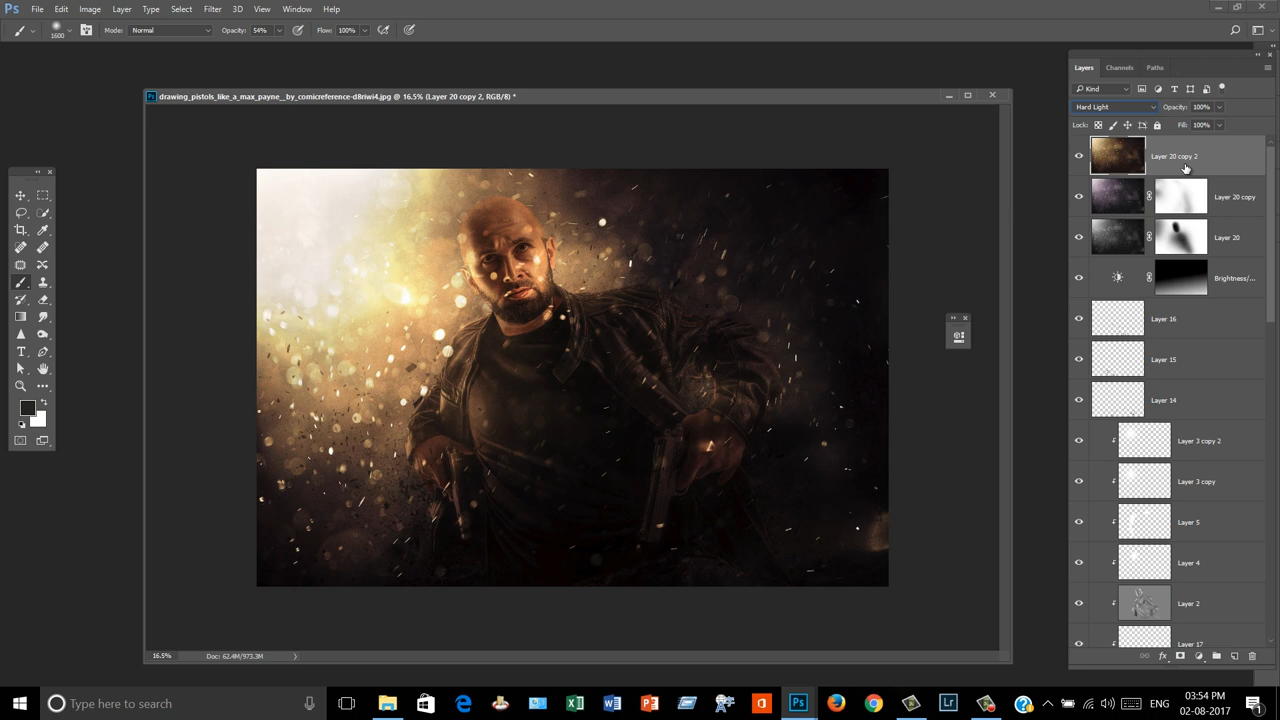 Ps File Edit Image Layer Type Select Filter 3D View Window Help
1600 Mode: Normal Opacity: 54% Flow: 100%
drawing_pistols_like_a_max_payne__by_comicreference-d8riwi4.jpg @ 16.5% (Layer 20 copy 2, RGB/8) *
Layers Channels Paths
Kind
Hard Light Opacity: 100%
Lock: Fill: 100%
Layer 20 copy 2
Layer 20 copy
Layer 20
Brightness/...
Layer 16
Layer 15
Layer 14
Layer 3 copy 2
Layer 3 copy
Layer 5
Layer 4
Layer 2
Layer 17
16.5% Doc: 62.4M/973.3M
Type here to search
ENG
03:54 PM
02-08-2017